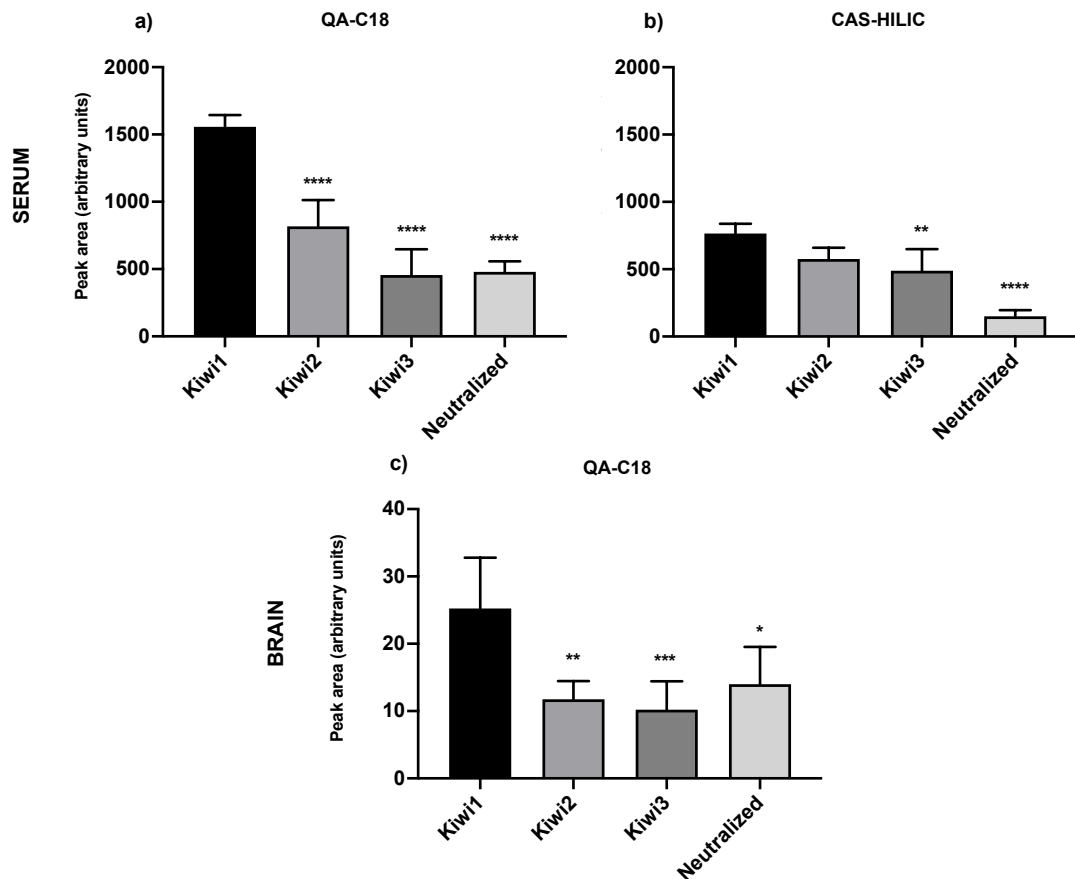 a)
QA-C18
SERUM
Peak area (arbitrary units)
2000
1500
1000
500
0
****
****
****
Kiwi1
Kiwi2
Kiwi3
Neutralized
b)
CAS-HILIC
2000
1500
1000
500
0
**
****
Kiwi1
Kiwi2
Kiwi3
Neutralized
c)
QA-C18
BRAIN
Peak area (arbitrary units)
40
30
20
10
0
**
***
*
Kiwi1
Kiwi2
Kiwi3
Neutralized